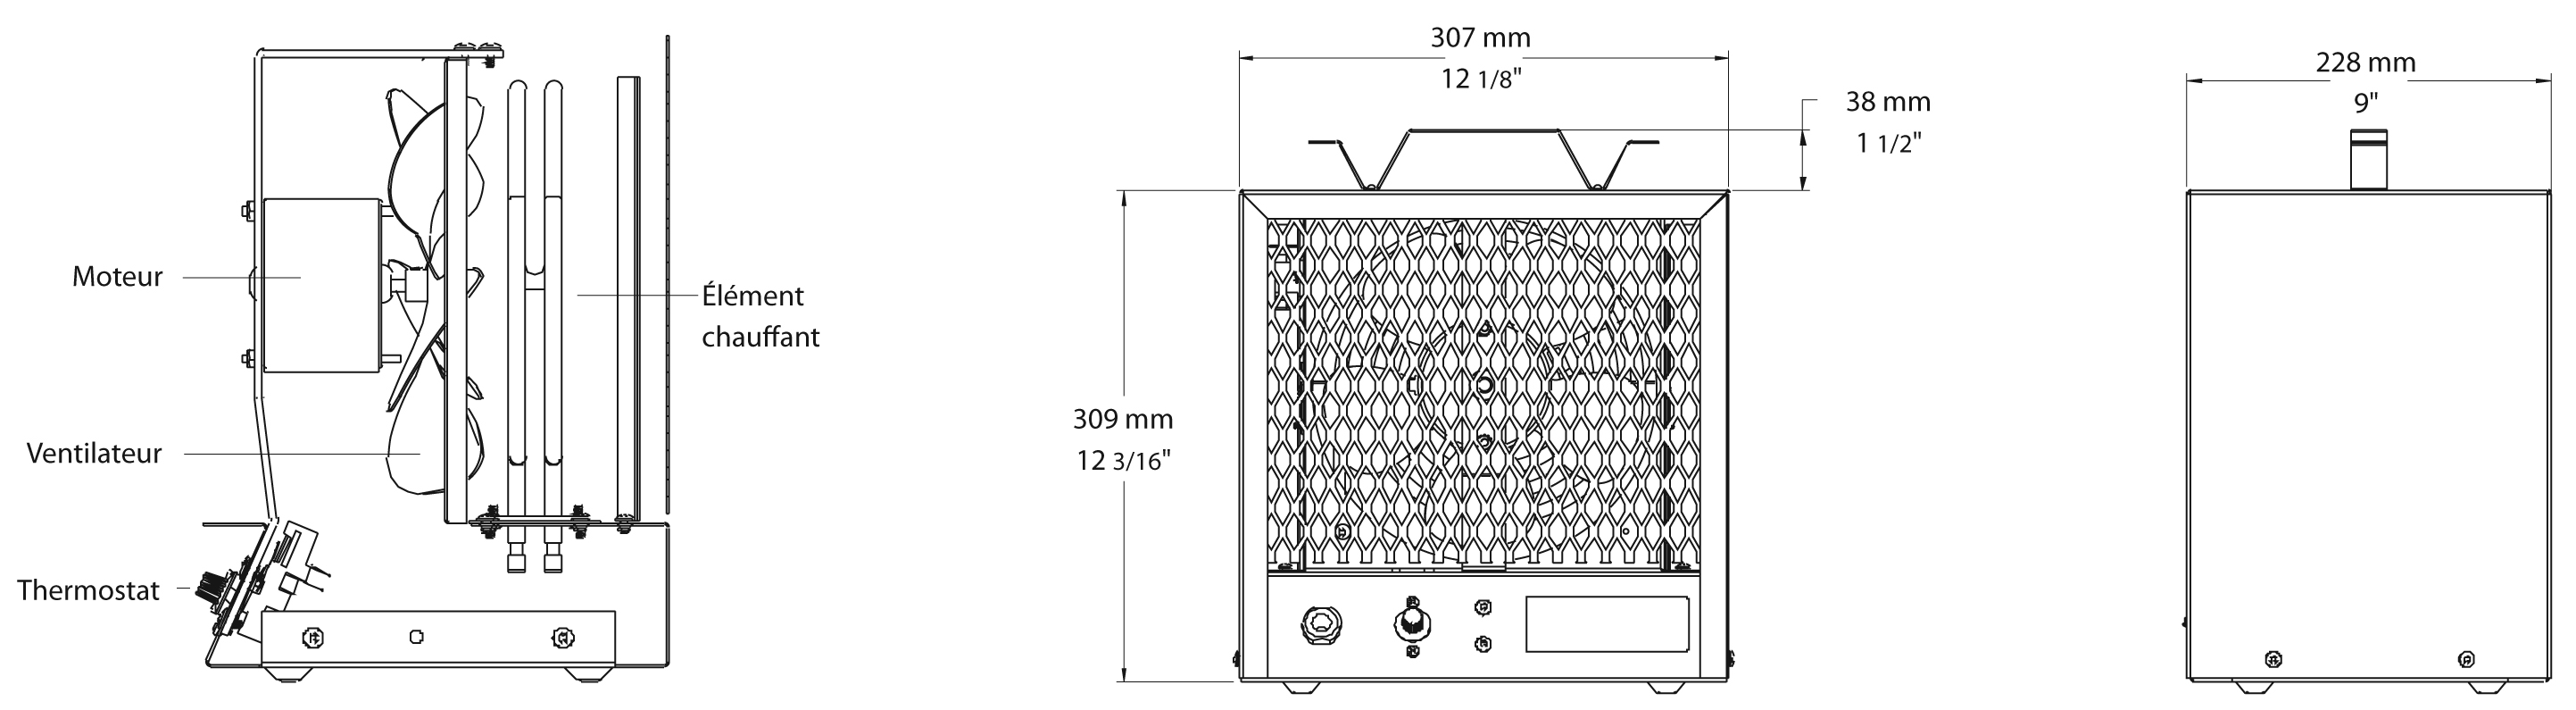 Moteur
Ventilateur
Thermostat
Élément
chauffant
307 mm
12 1/8"
38 mm
1 1/2"
309 mm
12 3/16"
228 mm
9"